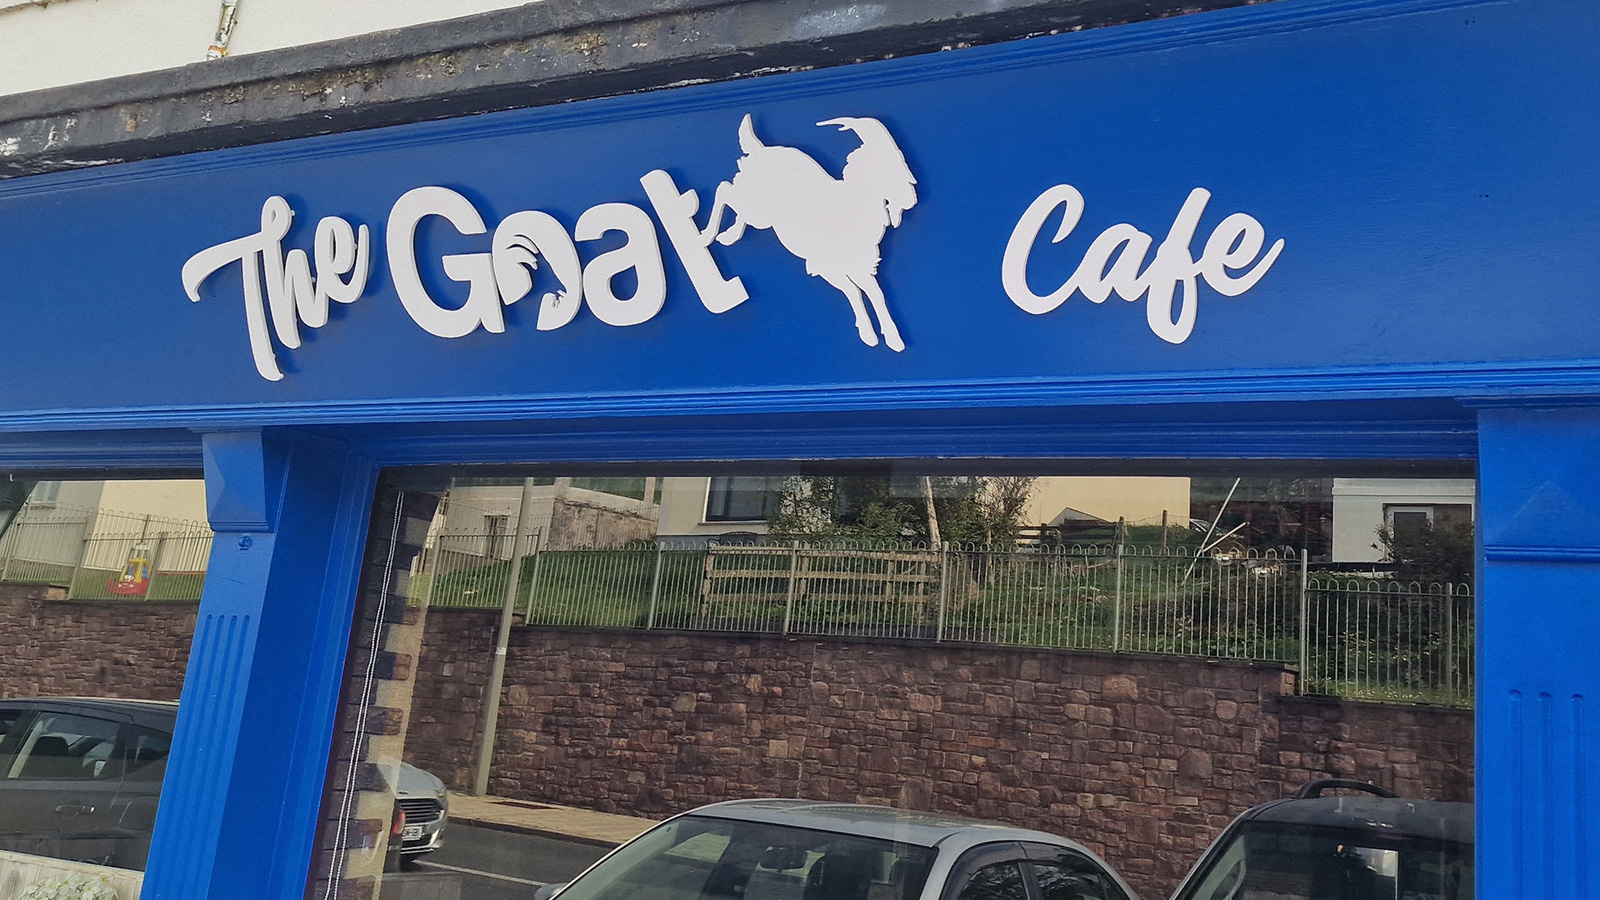 The Goat Cafe